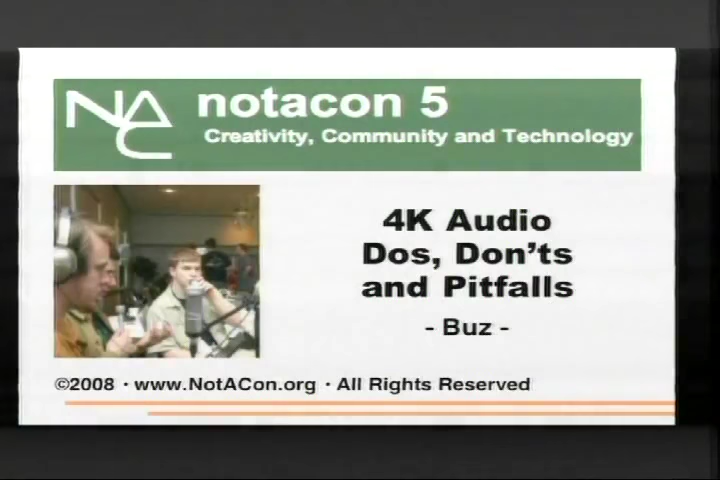 NAC
notacon 5
Creativity, Community and Technology
4K Audio
Dos, Don'ts
and Pitfalls
- Buz -
©2008 · www.NotACon.org · All Rights Reserved